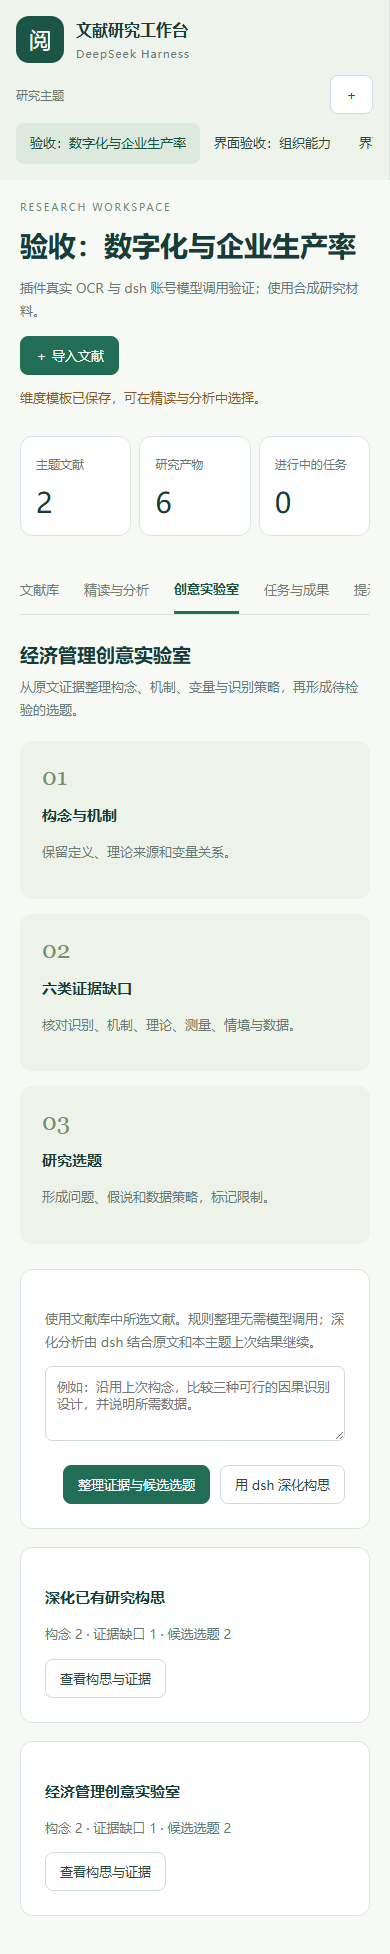 阅
文献研究工作台
DeepSeek Harness
研究主题
+
验收：数字化与企业生产率
界面验收：组织能力
界
RESEARCH WORKSPACE
验收：数字化与企业生产率
插件真实 OCR 与 dsh 账号模型调用验证；使用合成研究材
料。
+ 导入文献
维度模板已保存，可在精读与分析中选择。
主题文献
2
研究产物
6
进行中的任务
0
文献库
精读与分析
创意实验室
任务与成果
提
经济管理创意实验室
从原文证据整理构念、机制、变量与识别策略，再形成待检
验的选题。
01
构念与机制
保留定义、理论来源和变量关系。
02
六类证据缺口
核对识别、机制、理论、测量、情境与数据。
03
研究选题
形成问题、假说和数据策略，标记限制。
使用文献库中所选文献。规则整理无需模型调用；深
化分析由 dsh 结合原文和本主题上次结果继续。
例如：沿用上次构念，比较三种可行的因果识别
设计，并说明所需数据。
整理证据与候选选题
用 dsh 深化构思
深化已有研究构思
构念 2 · 证据缺口 1 · 候选选题 2
查看构思与证据
经济管理创意实验室
构念 2 · 证据缺口 1 · 候选选题 2
查看构思与证据